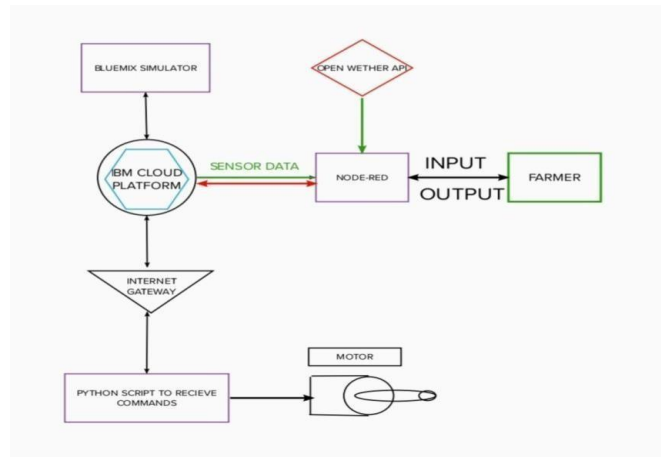 BLUEMIX SIMULATOR
OPEN WETHER API
IBM CLOUD
PLATFORM
SENSOR DATA
NODE-RED
INPUT
OUTPUT
FARMER
INTERNET
GATEWAY
MOTOR
PYTHON SCRIPT TO RECIEVE
COMMANDS